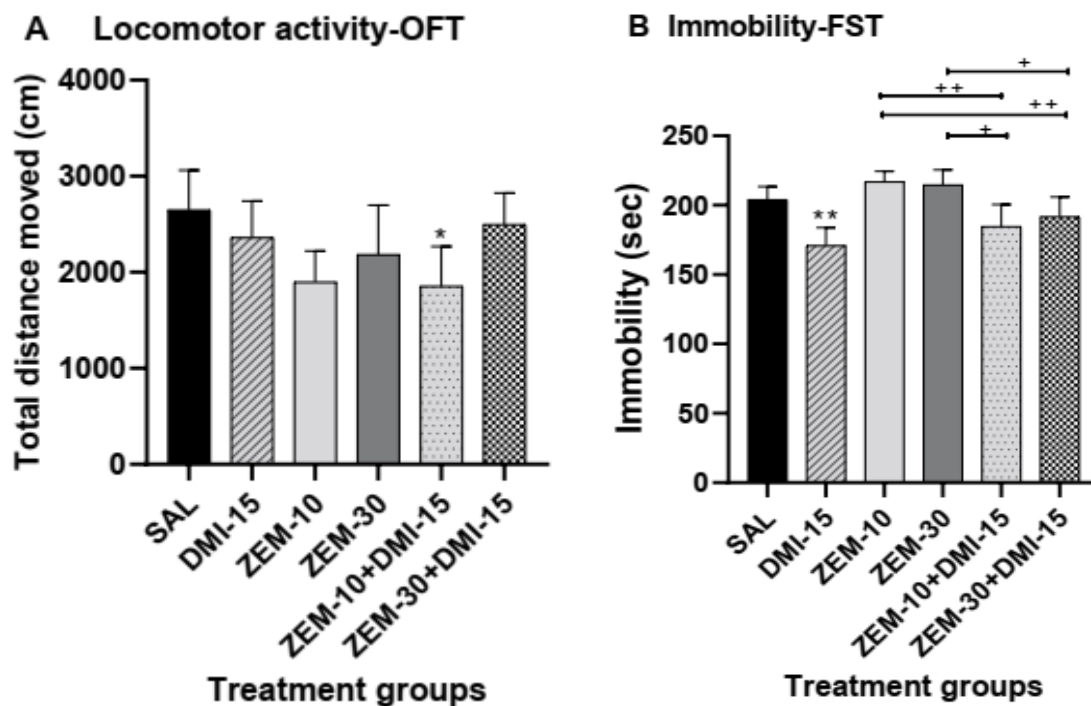 A Locomotor activity-OFT
Total distance moved (cm)
4000
3000
2000
1000
0
*
SAL
DMI-15
ZEM-10
ZEM-30
ZEM-10+DMI-15
ZEM-30+DMI-15
Treatment groups
B Immobility-FST
+
++
++
+
Immobility (sec)
250
200
150
100
50
0
**
SAL
DMI-15
ZEM-10
ZEM-30
ZEM-10+DMI-15
ZEM-30+DMI-15
Treatment groups